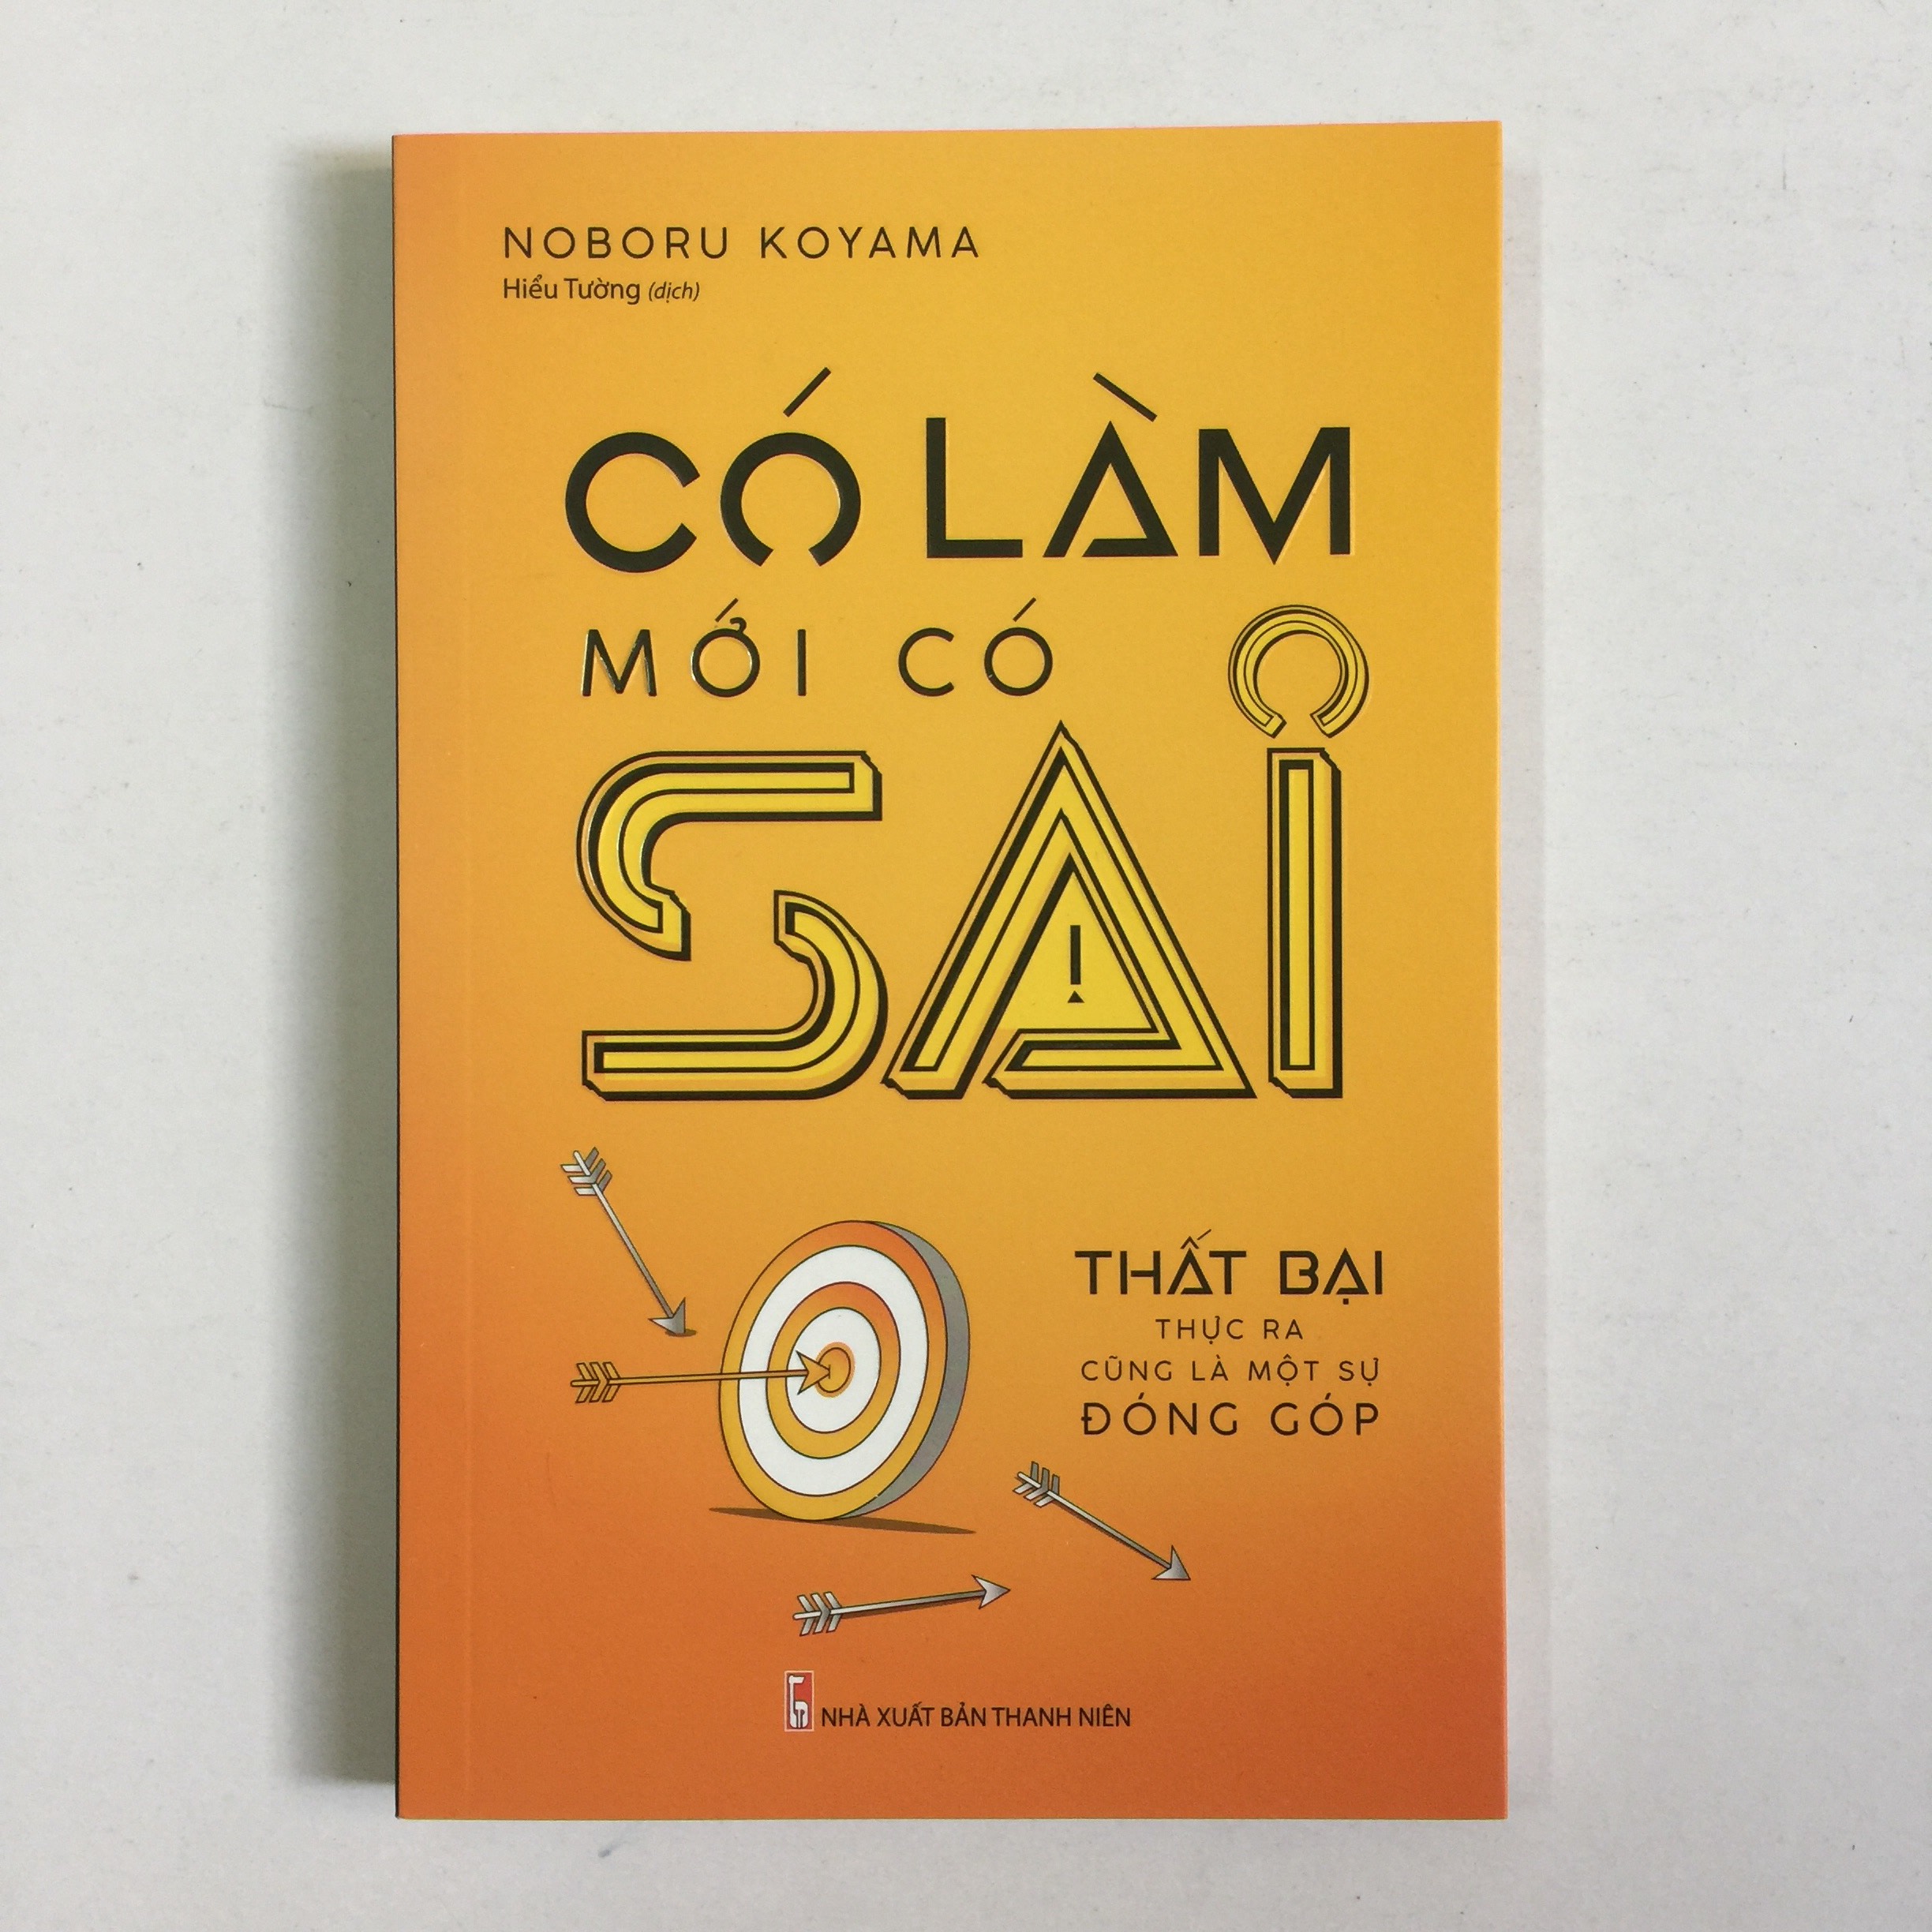 NOBORU KOYAMA
Hiểu Tường (dịch)
CÓ LÀM
MỚI CÓ
SAI
!
THẤT BẠI
THỰC RA
CŨNG LÀ MỘT SỰ
ĐÓNG GÓP
NHÀ XUẤT BẢN THANH NIÊN